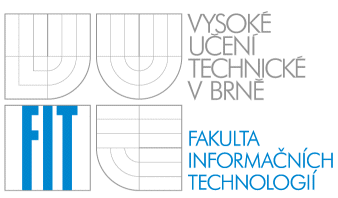 VYSOKÉ
UČENÍ
TECHNICKÉ
V BRNĚ
FIT
FAKULTA
INFORMAČNÍCH
TECHNOLOGIÍ